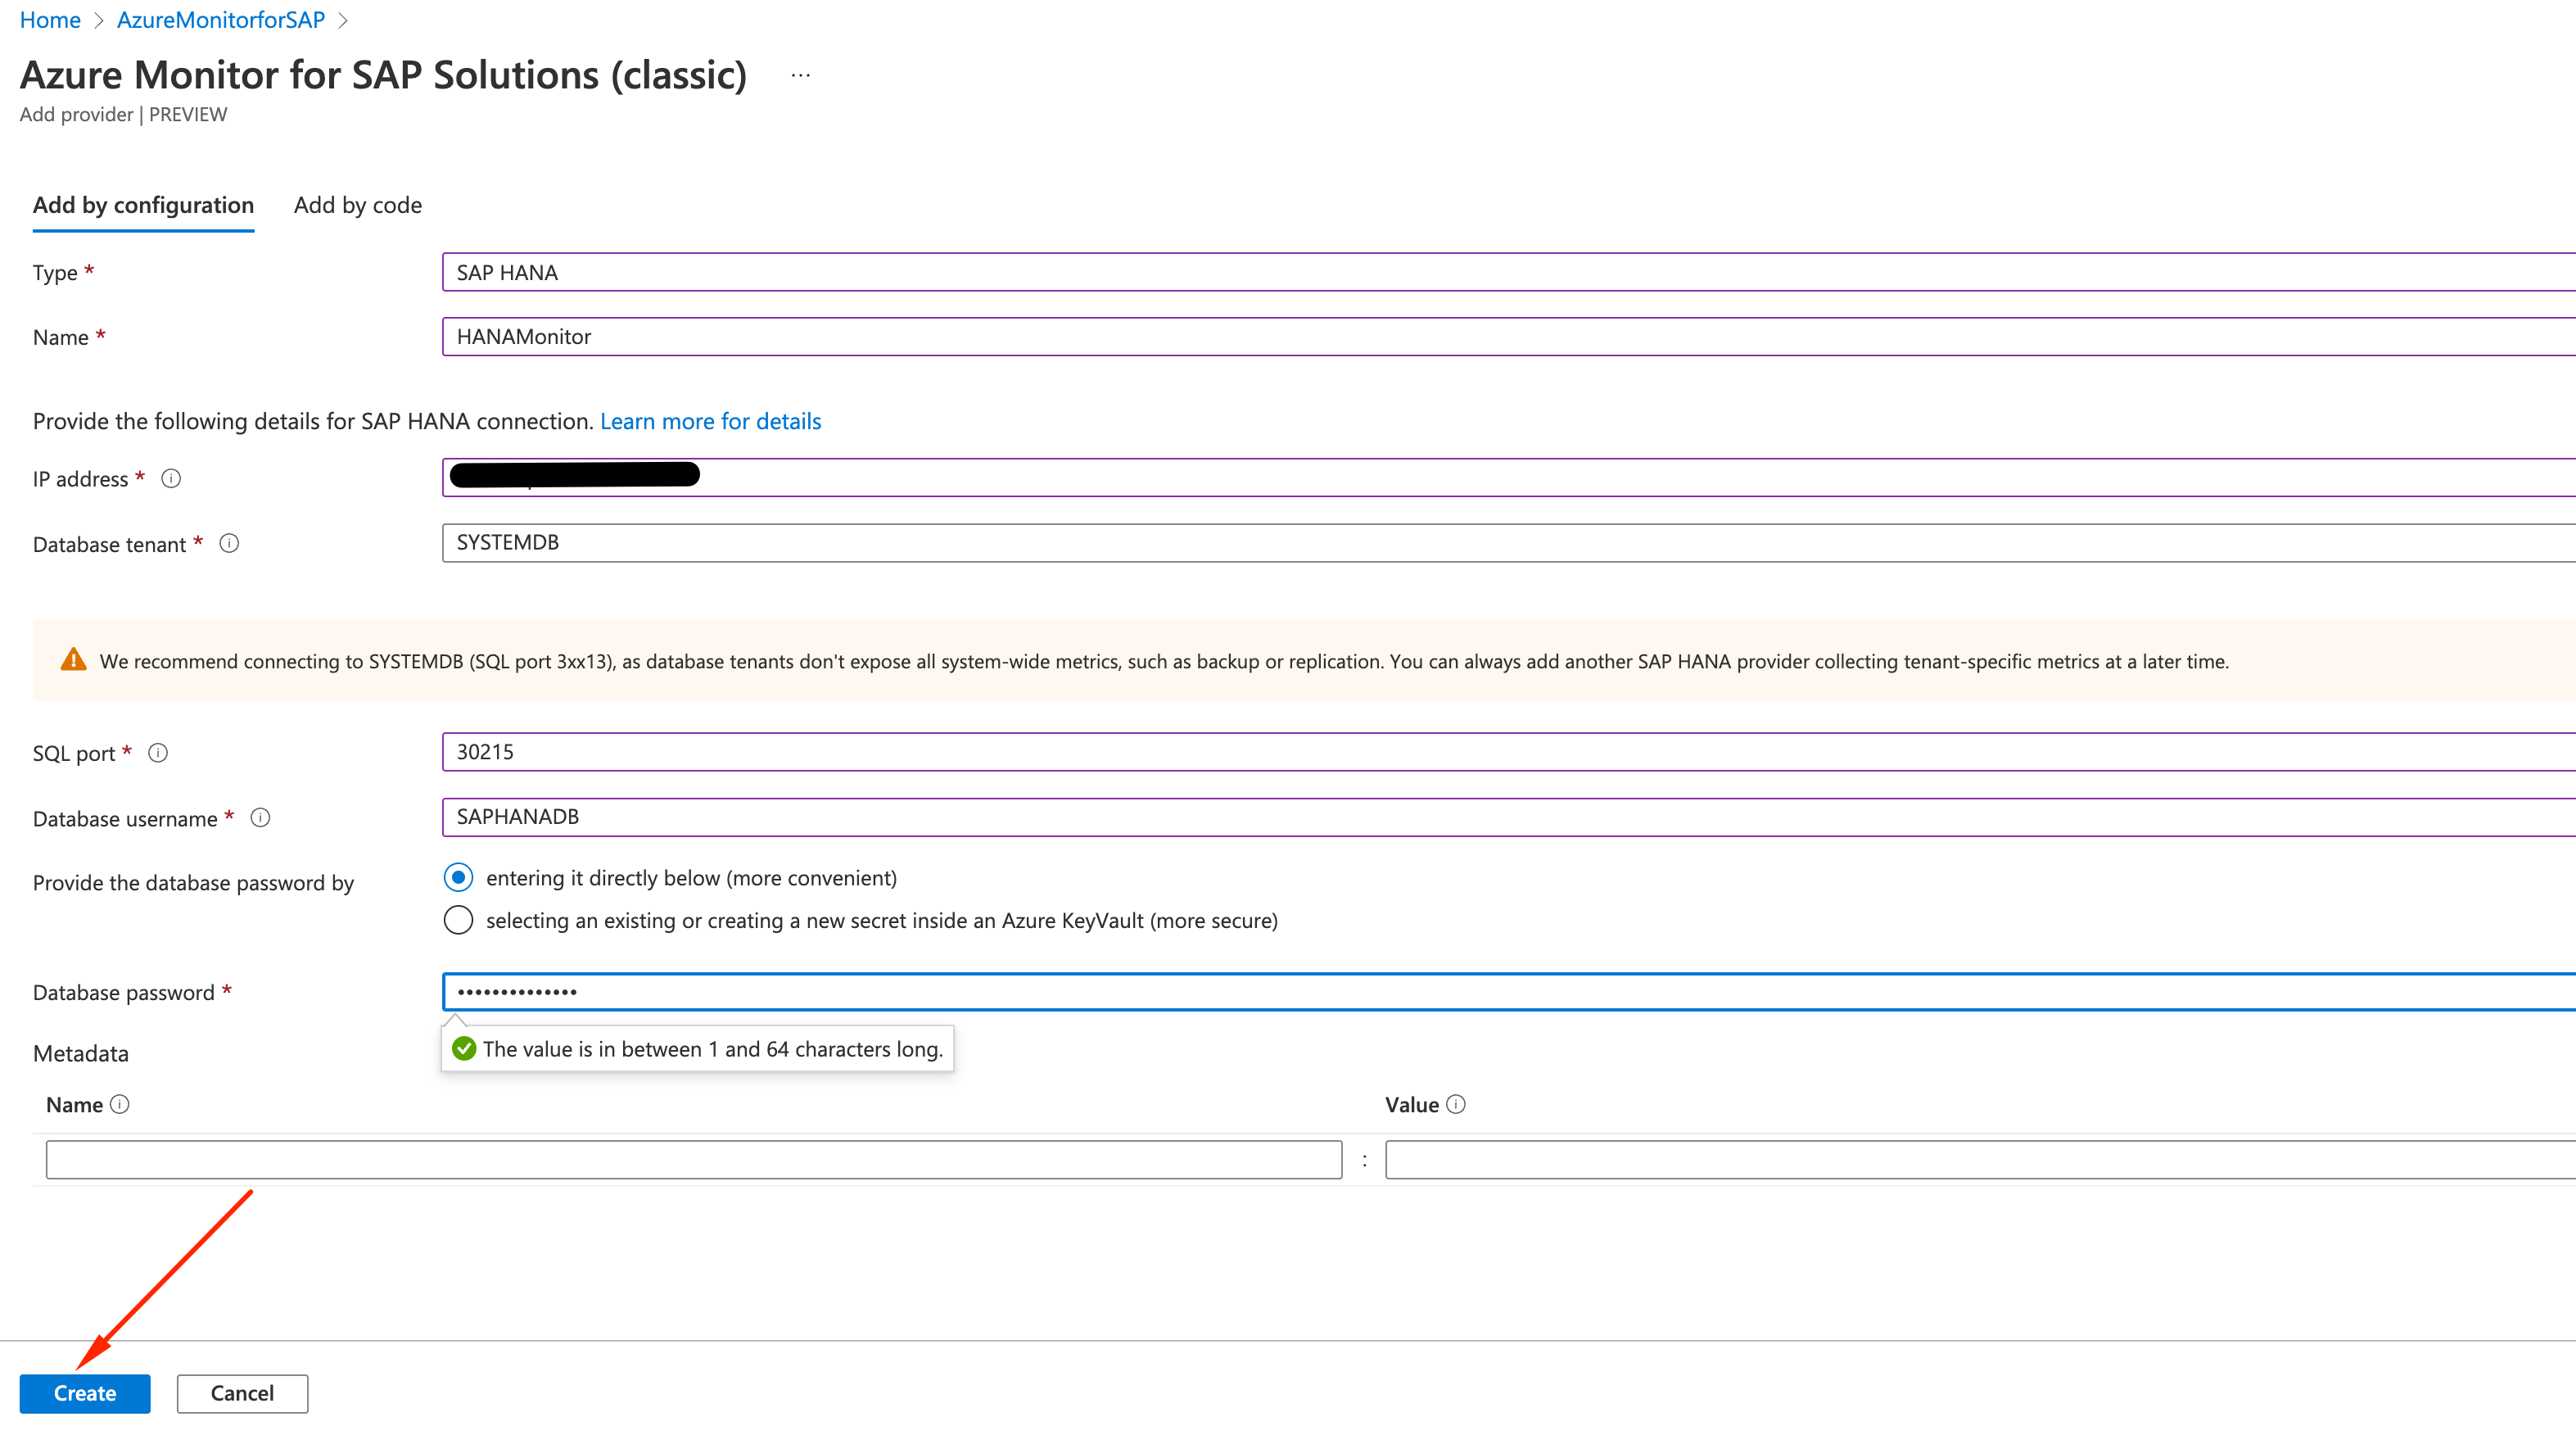 Home > AzureMonitorforSAP >
Azure Monitor for SAP Solutions (classic) ...
Add provider | PREVIEW
Add by configuration Add by code
Type * SAP HANA
Name * HANAMonitor
Provide the following details for SAP HANA connection. Learn more for details
IP address *
Database tenant * SYSTEMDB
We recommend connecting to SYSTEMDB (SQL port 3xx13), as database tenants don't expose all system-wide metrics, such as backup or replication. You can always add another SAP HANA provider collecting tenant-specific metrics at a later time.
SQL port * 30215
Database username * SAPHANADB
Provide the database password by entering it directly below (more convenient)
selecting an existing or creating a new secret inside an Azure KeyVault (more secure)
Database password * ••••••••••••••
The value is in between 1 and 64 characters long.
Metadata
Name Value
:
Create Cancel